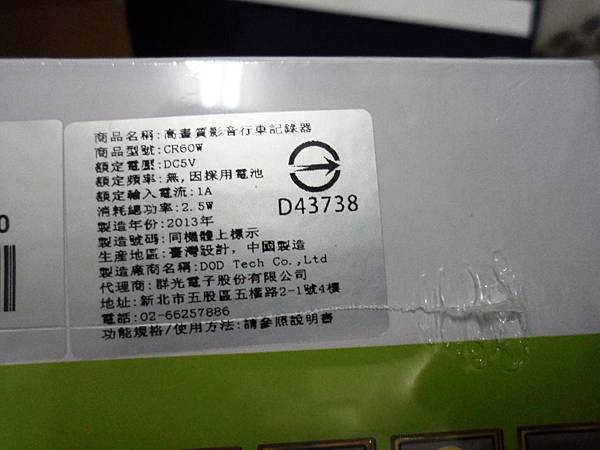 商品名稱:高畫質影音行車記錄器
商品型號:CR60W
額定電壓:DC5V
額定頻率:無,因採用電池
額定輸入電流:1A
消耗總功率:2.5W
製造年份:2013年
製造號碼:同機體上標示
生產地區:臺灣設計,中國製造
製造廠商名稱:DOD Tech Co.,Ltd
代理商:群光電子股份有限公司
地址:新北市五股區五權路2-1號4樓
電話:02-66257886
功能規格/使用方法:請參照說明書
D43738
0